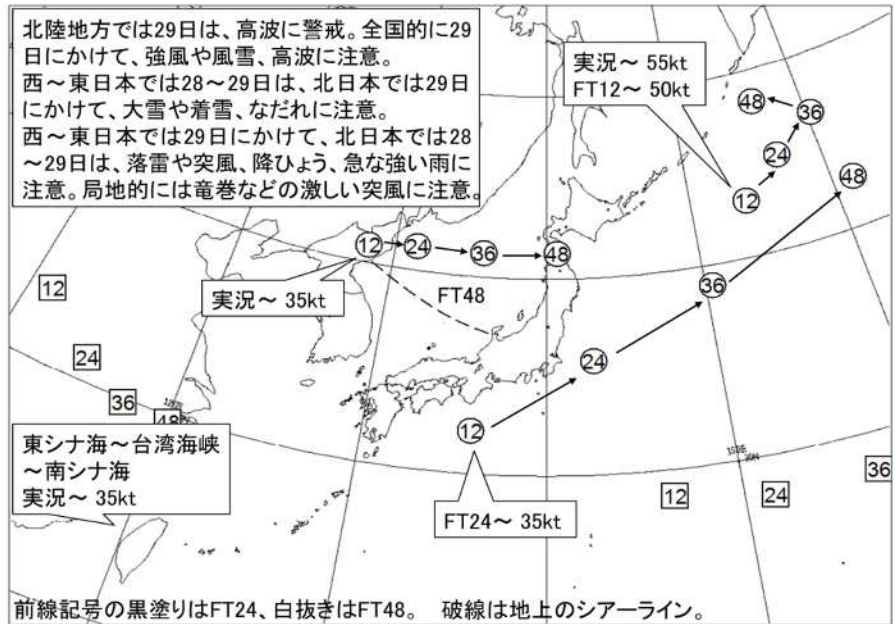 北陸地方では29日は、高波に警戒。全国的に29
日にかけて、強風や風雪、高波に注意。
西～東日本では28～29日は、北日本では29日
にかけて、大雪や着雪、なだれに注意。
西～東日本では29日にかけて、北日本では28
～29日は、落雷や突風、降ひょう、急な強い雨に
注意。局地的には竜巻などの激しい突風に注意。
実況～ 55kt
FT12～ 50kt
48
36
24
12
48
12
24
36
48
実況～ 35kt
FT48
36
24
12
FT24～ 35kt
12
24
36
48
東シナ海～台湾海峡
～南シナ海
実況～ 35kt
12
24
36
前線記号の黒塗りはFT24、白抜きはFT48。 破線は地上のシアーライン。